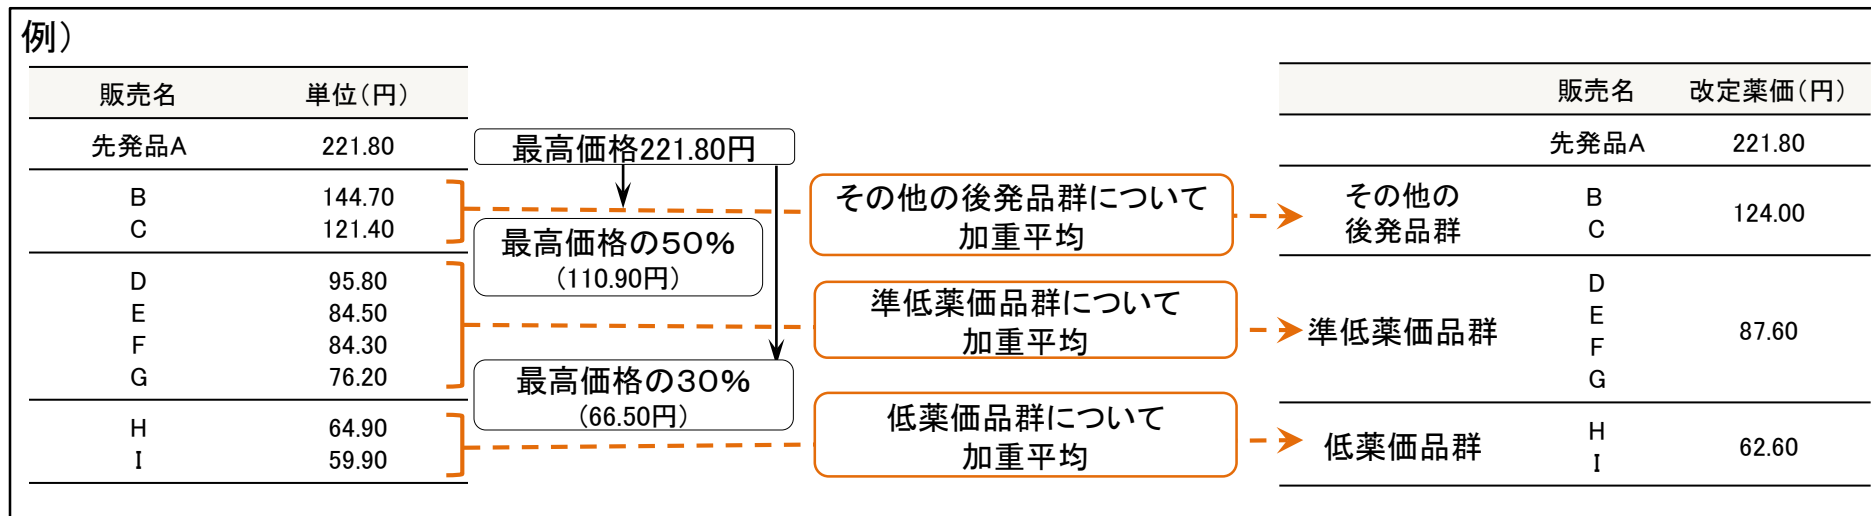 例）
販売名 単位（円）
先発品A 221.80
B 144.70
C 121.40
D 95.80
E 84.50
F 84.30
G 76.20
H 64.90
I 59.90
最高価格221.80円
最高価格の50％
（110.90円）
最高価格の30％
（66.50円）
その他の後発品群について
加重平均
準低薬価品群について
加重平均
低薬価品群について
加重平均
販売名 改定薬価（円）
先発品A 221.80
その他の
後発品群
B
C
124.00
準低薬価品群
D
E
F
G
87.60
低薬価品群
H
I
62.60